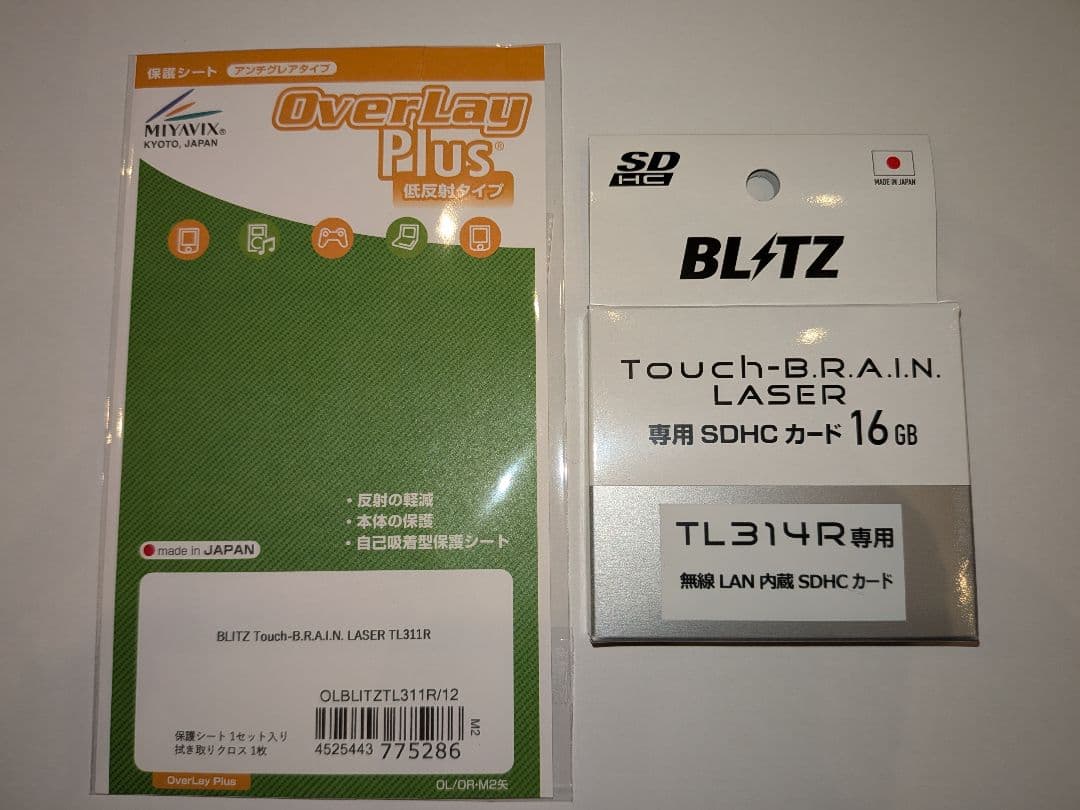 保護シート アンチグレアタイプ
MIYAVIX®
KYOTO, JAPAN
OverLay
Plus®
低反射タイプ
・反射の軽減
・本体の保護
・自己吸着型保護シート
made in JAPAN
BLITZ Touch-B.R.A.I.N. LASER TL311R
OLBLITZTL311R/12
保護シート 1セット入り
拭き取りクロス 1枚
4525443 775286
M2
OverLay Plus
OL/OR・M2矢
SD
HC
MADE IN JAPAN
BLITZ
Touch-B.R.A.I.N.
LASER
専用 SDHC カード 16 GB
TL314R専用
無線 LAN 内蔵 SDHC カード